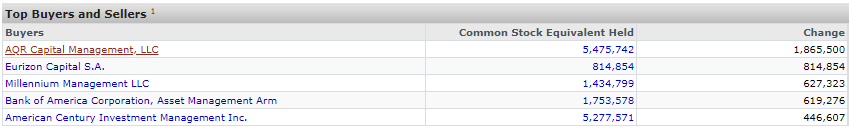 Top Buyers and Sellers 1
Buyers Common Stock Equivalent Held Change
AQR Capital Management, LLC 5,475,742 1,865,500
Eurizon Capital S.A. 814,854 814,854
Millennium Management LLC 1,434,799 627,323
Bank of America Corporation, Asset Management Arm 1,753,578 619,276
American Century Investment Management Inc. 5,277,571 446,607